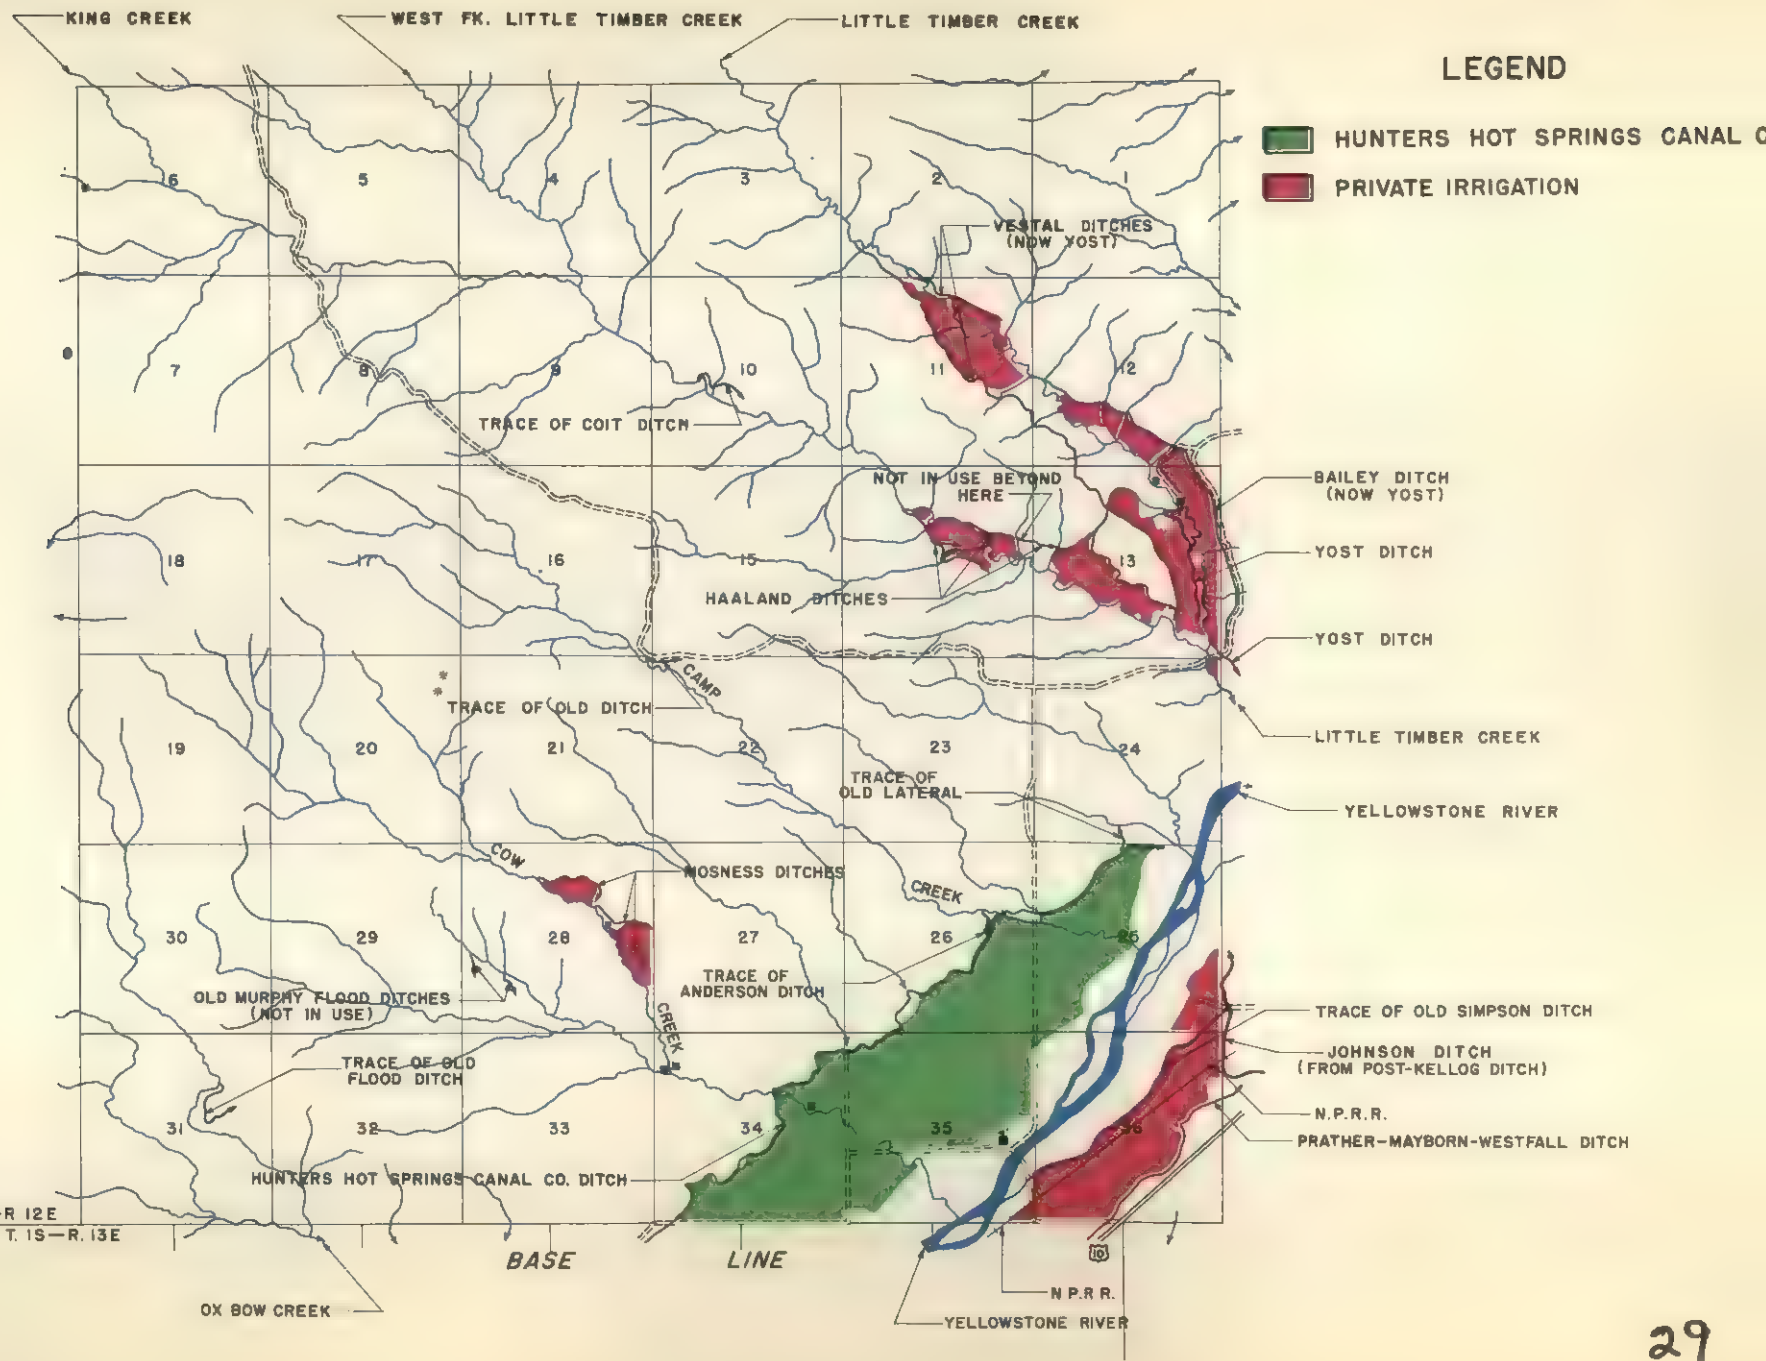 KING CREEK
WEST FK. LITTLE TIMBER CREEK
LITTLE TIMBER CREEK
LEGEND
HUNTERS HOT SPRINGS CANAL C
PRIVATE IRRIGATION
6
5
4
3
2
1
VESTAL DITCHES
(NOW YOST)
7
8
9
10
11
12
TRACE OF COIT DITCH
NOT IN USE BEYOND
HERE
BAILEY DITCH
(NOW YOST)
YOST DITCH
18
17
16
15
13
HAALAND DITCHES
YOST DITCH
CAMP
TRACE OF OLD DITCH
19
20
21
22
23
24
LITTLE TIMBER CREEK
TRACE OF
OLD LATERAL
YELLOWSTONE RIVER
COW
MOSNESS DITCHES
CREEK
30
29
28
27
26
25
TRACE OF
ANDERSON DITCH
OLD MURPHY FLOOD DITCHES
(NOT IN USE)
CREEK
TRACE OF OLD SIMPSON DITCH
TRACE OF OLD
FLOOD DITCH
JOHNSON DITCH
(FROM POST-KELLOG DITCH)
N.P.R.R.
31
32
33
34
35
36
PRATHER-MAYBORN-WESTFALL DITCH
HUNTERS HOT SPRINGS CANAL CO. DITCH
R 12E
T. 1S-R. 13E
BASE LINE
10
OX BOW CREEK
N.P.R R.
YELLOWSTONE RIVER
29